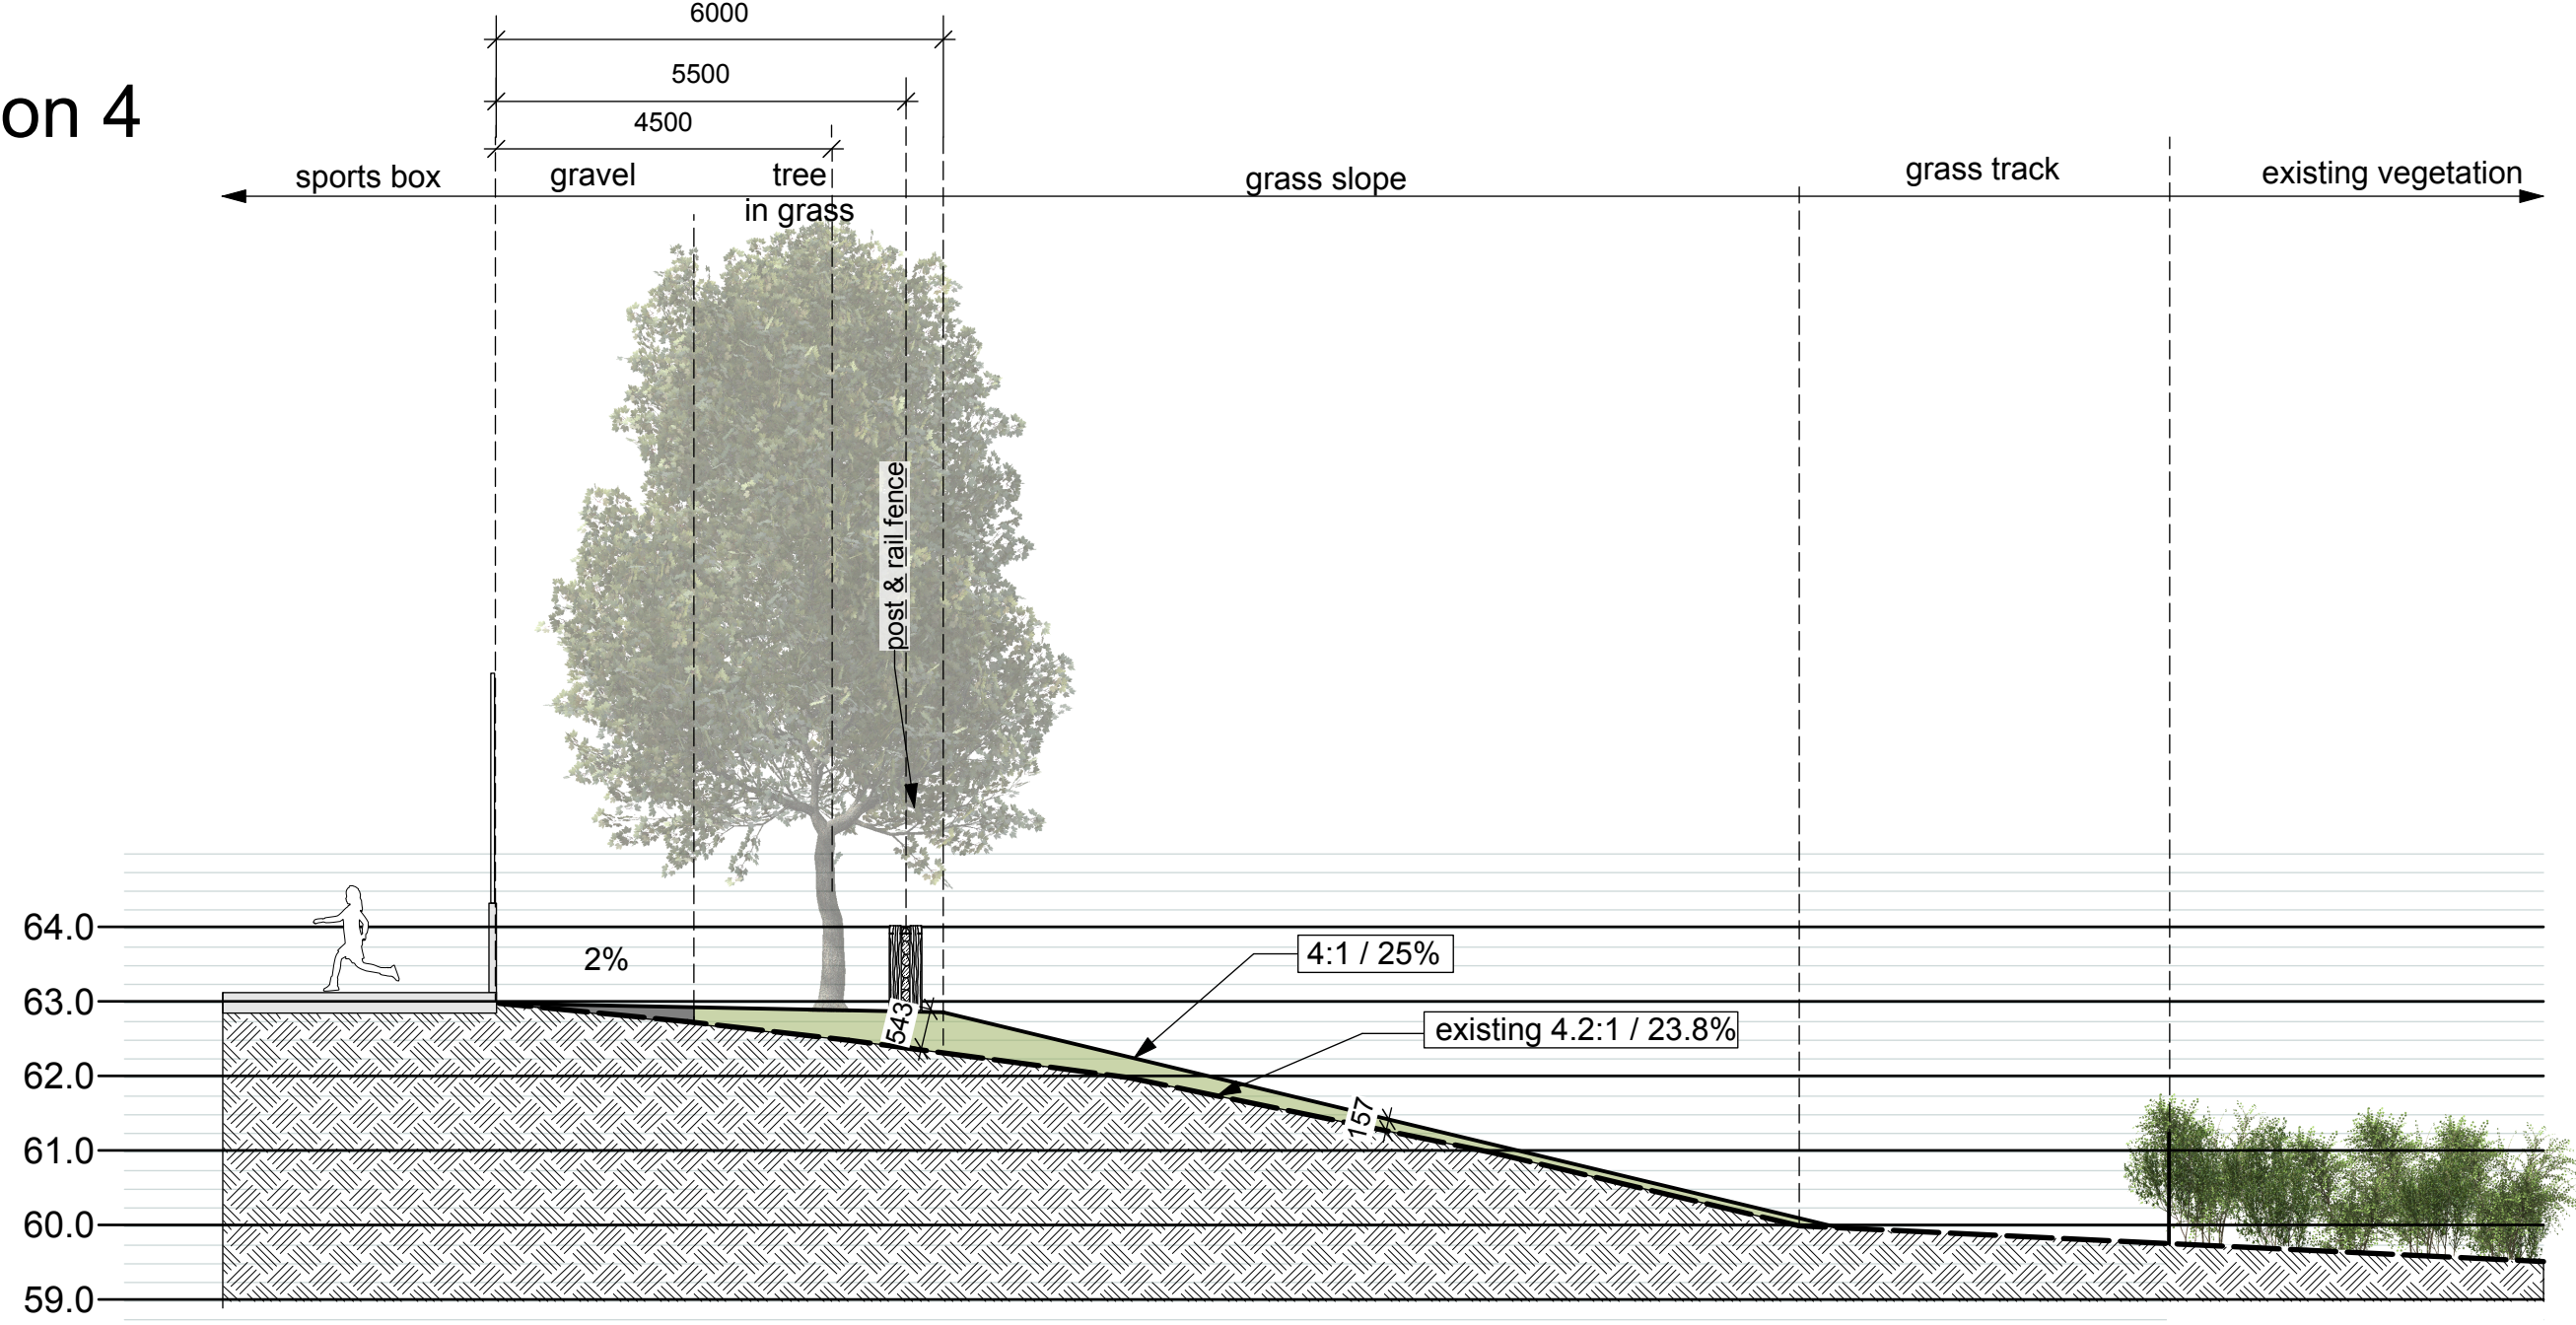 6000
5500
on 4
4500
sports box
gravel
tree
in grass
grass slope
grass track
existing vegetation
post & rail fence
64.0
2%
4:1 / 25%
63.0
543
existing 4.2:1 / 23.8%
62.0
157
61.0
60.0
59.0